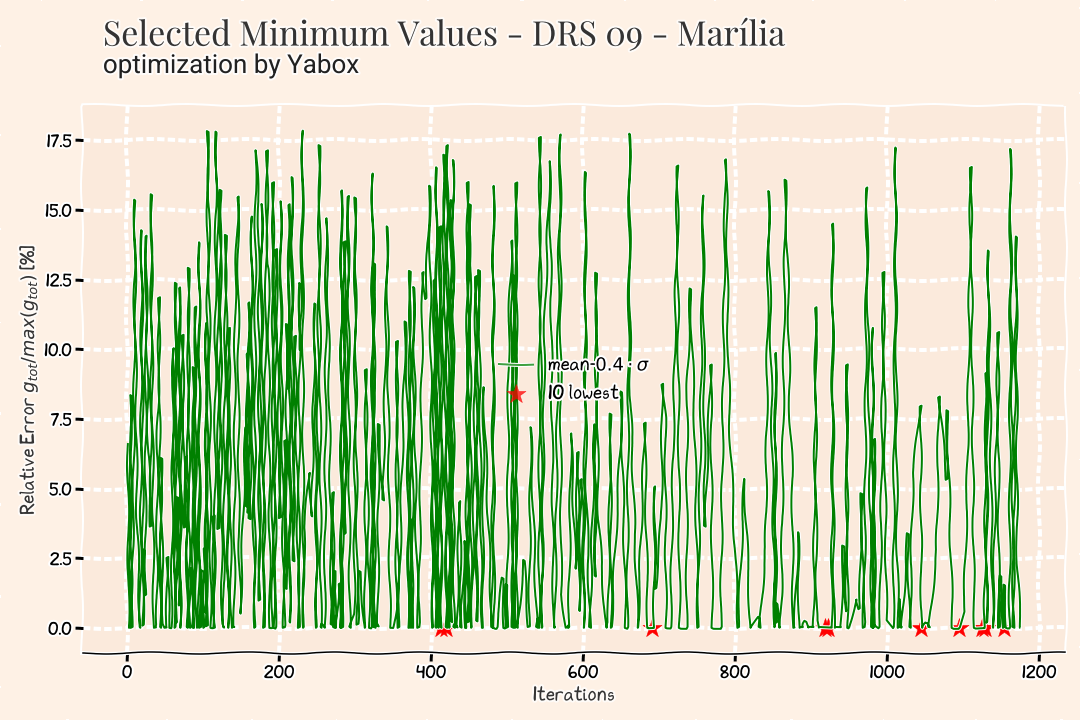 Selected Minimum Values - DRS 09 - Marília
optimization by Yabox
Relative Error g_tot/max(g_tot) [%]
17.5
15.0
12.5
10.0
7.5
5.0
2.5
0.0
mean-0.4·σ
10 lowest
0 200 400 600 800 1000 1200
Iterations